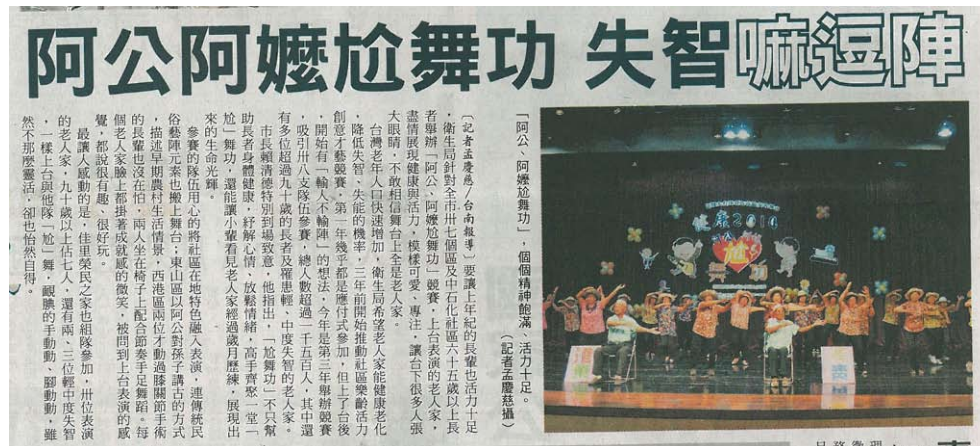 阿公阿嬤尬舞功 失智嘛逗陣
「阿公、阿嬤尬舞功」,個個精神飽滿,活力十足。
(記者孟慶慈攝)
〔記者孟慶慈/台南報導〕要讓上年紀的長輩也活力十足
,衛生局針對全市卅七個區及中石化社區六十五歲以上長
者舉辦「阿公、阿嬤尬舞功」競賽,上台表演的老人家,
盡情展現健康與活力,模樣可愛、專注,讓台下很多人張
大眼睛,不敢相信舞台上全是老人家。
台灣老年人口快速增加,衛生局希望老人家能健康老化
,降低失智、失能的機率,三年前開始推動社區樂齡活力
創意才藝競賽,第一年幾乎都是應付式參加,但上了台後
,開始有「輸人不輸陣」的想法,今年是第三年舉辦競賽
,吸引卅八支隊伍參賽,總人數超過一千五百人,其中還
有多位超過九十歲的長者及罹患輕、中度失智的老人家。
市長賴清德特別到場致意,他指出,「尬舞功」不只幫
助長者身體健康,紓解心情、放鬆情緒,高手齊聚一堂「
尬」舞功,還能讓小輩看見老人家經過歲月歷練,展現出
來的生命光輝。
參賽的隊伍用心的將社區在地特色融入表演,連傳統民
俗藝陣元素也搬上舞台;東山區以阿公對孫子講古的方式
,描述早期農村生活情景,西港區兩位才動過膝關節手術
的長輩也沒在怕,兩人坐在椅子上配合節奏手足舞蹈。每
個老人家臉上都掛著成就感的微笑,被問到上台表演的感
覺,都說很有趣、很好玩。
最讓人感動的是,佳里榮民之家也組隊參加,卅位表演
的老人家,九十歲以上佔七人,還有兩、三位輕中度失智
,一樣上台與他隊「尬」舞,靦腆的手動動、腳動動,雖
然不那麼靈活,卻也怡然自得。
健康2014
尬